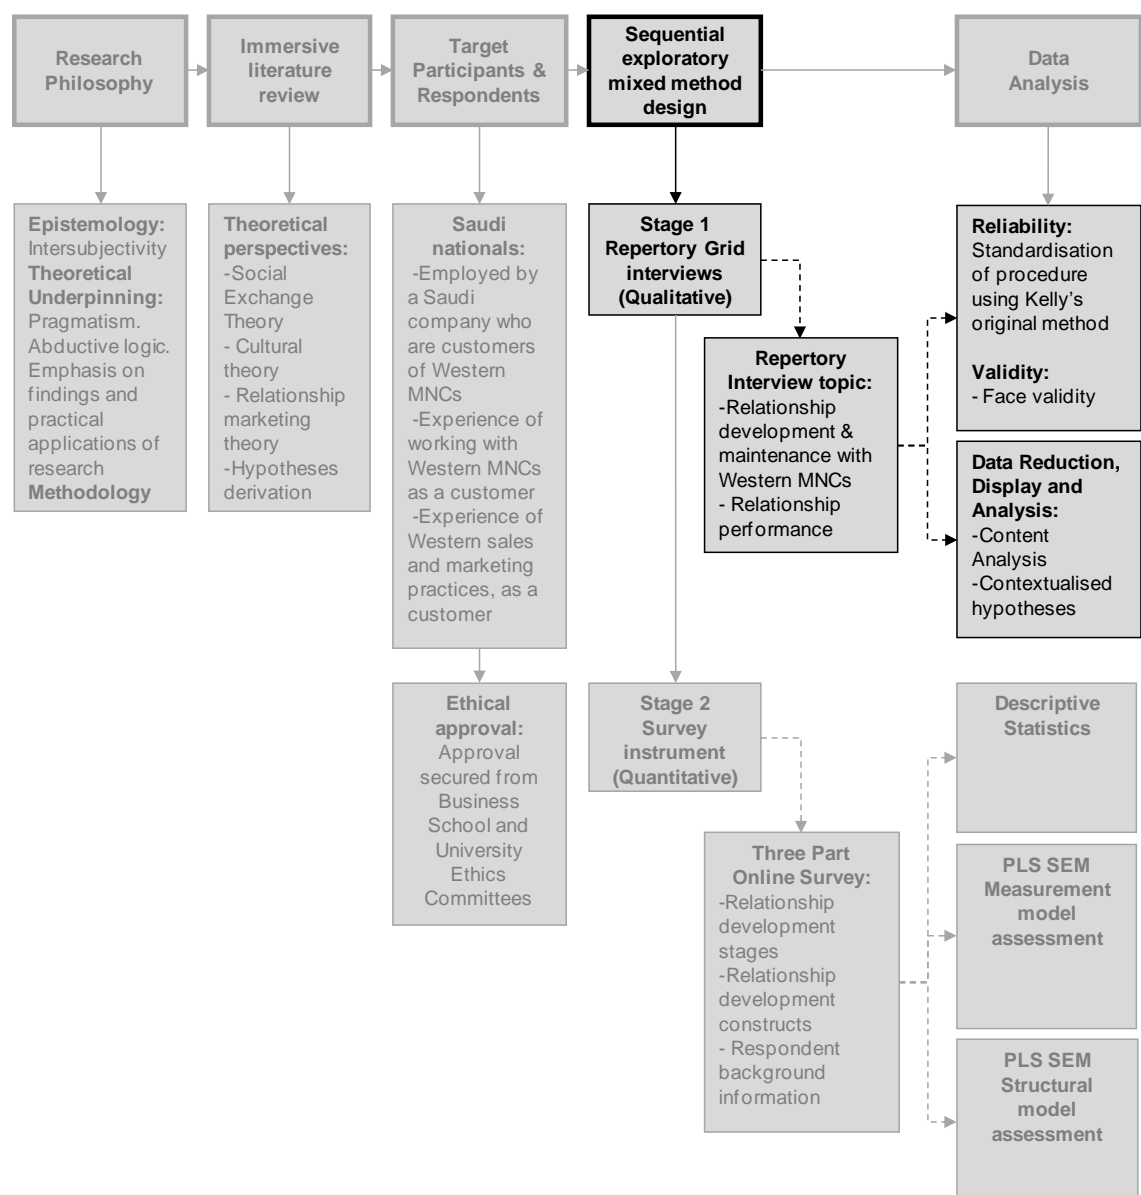 Research
Philosophy
Immersive
literature
review
Target
Participants &
Respondents
Sequential
exploratory
mixed method
design
Data
Analysis
Epistemology:
Intersubjectivity
Theoretical
Underpinning:
Pragmatism.
Abductive logic.
Emphasis on
findings and
practical
applications of
research
Methodology
Theoretical
perspectives:
-Social
Exchange
Theory
- Cultural
theory
- Relationship
marketing
theory
-Hypotheses
derivation
Saudi
nationals:
-Employed by
a Saudi
company who
are customers
of Western
MNCs
-Experience of
working with
Western MNCs
as a customer
-Experience of
Western sales
and marketing
practices, as a
customer
Stage 1
Repertory Grid
interviews
(Qualitative)
Repertory
Interview topic:
-Relationship
development &
maintenance with
Western MNCs
- Relationship
performance
Reliability:
Standardisation
of procedure
using Kelly's
original method
Validity:
- Face validity
Data Reduction,
Display and
Analysis:
-Content
Analysis
-Contextualised
hypotheses
Ethical
approval:
Approval
secured from
Business
School and
University
Ethics
Committees
Stage 2
Survey
instrument
(Quantitative)
Three Part
Online Survey:
-Relationship
development
stages
-Relationship
development
constructs
- Respondent
background
information
Descriptive
Statistics
PLS SEM
Measurement
model
assessment
PLS SEM
Structural
model
assessment